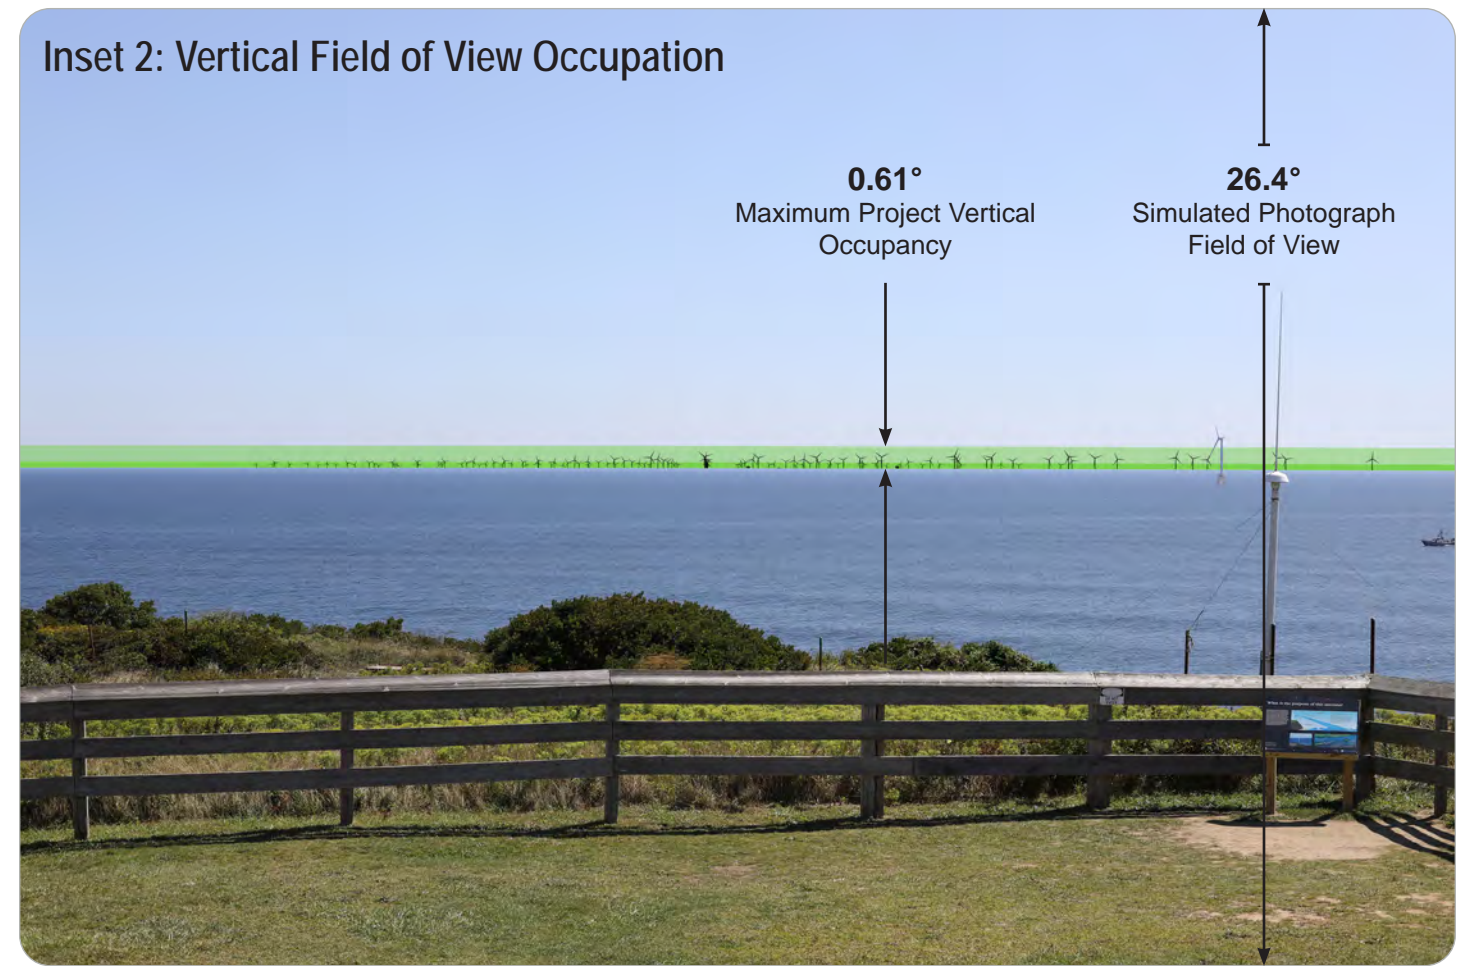 Inset 2: Vertical Field of View Occupation
0.61°
Maximum Project Vertical
Occupancy
26.4°
Simulated Photograph
Field of View